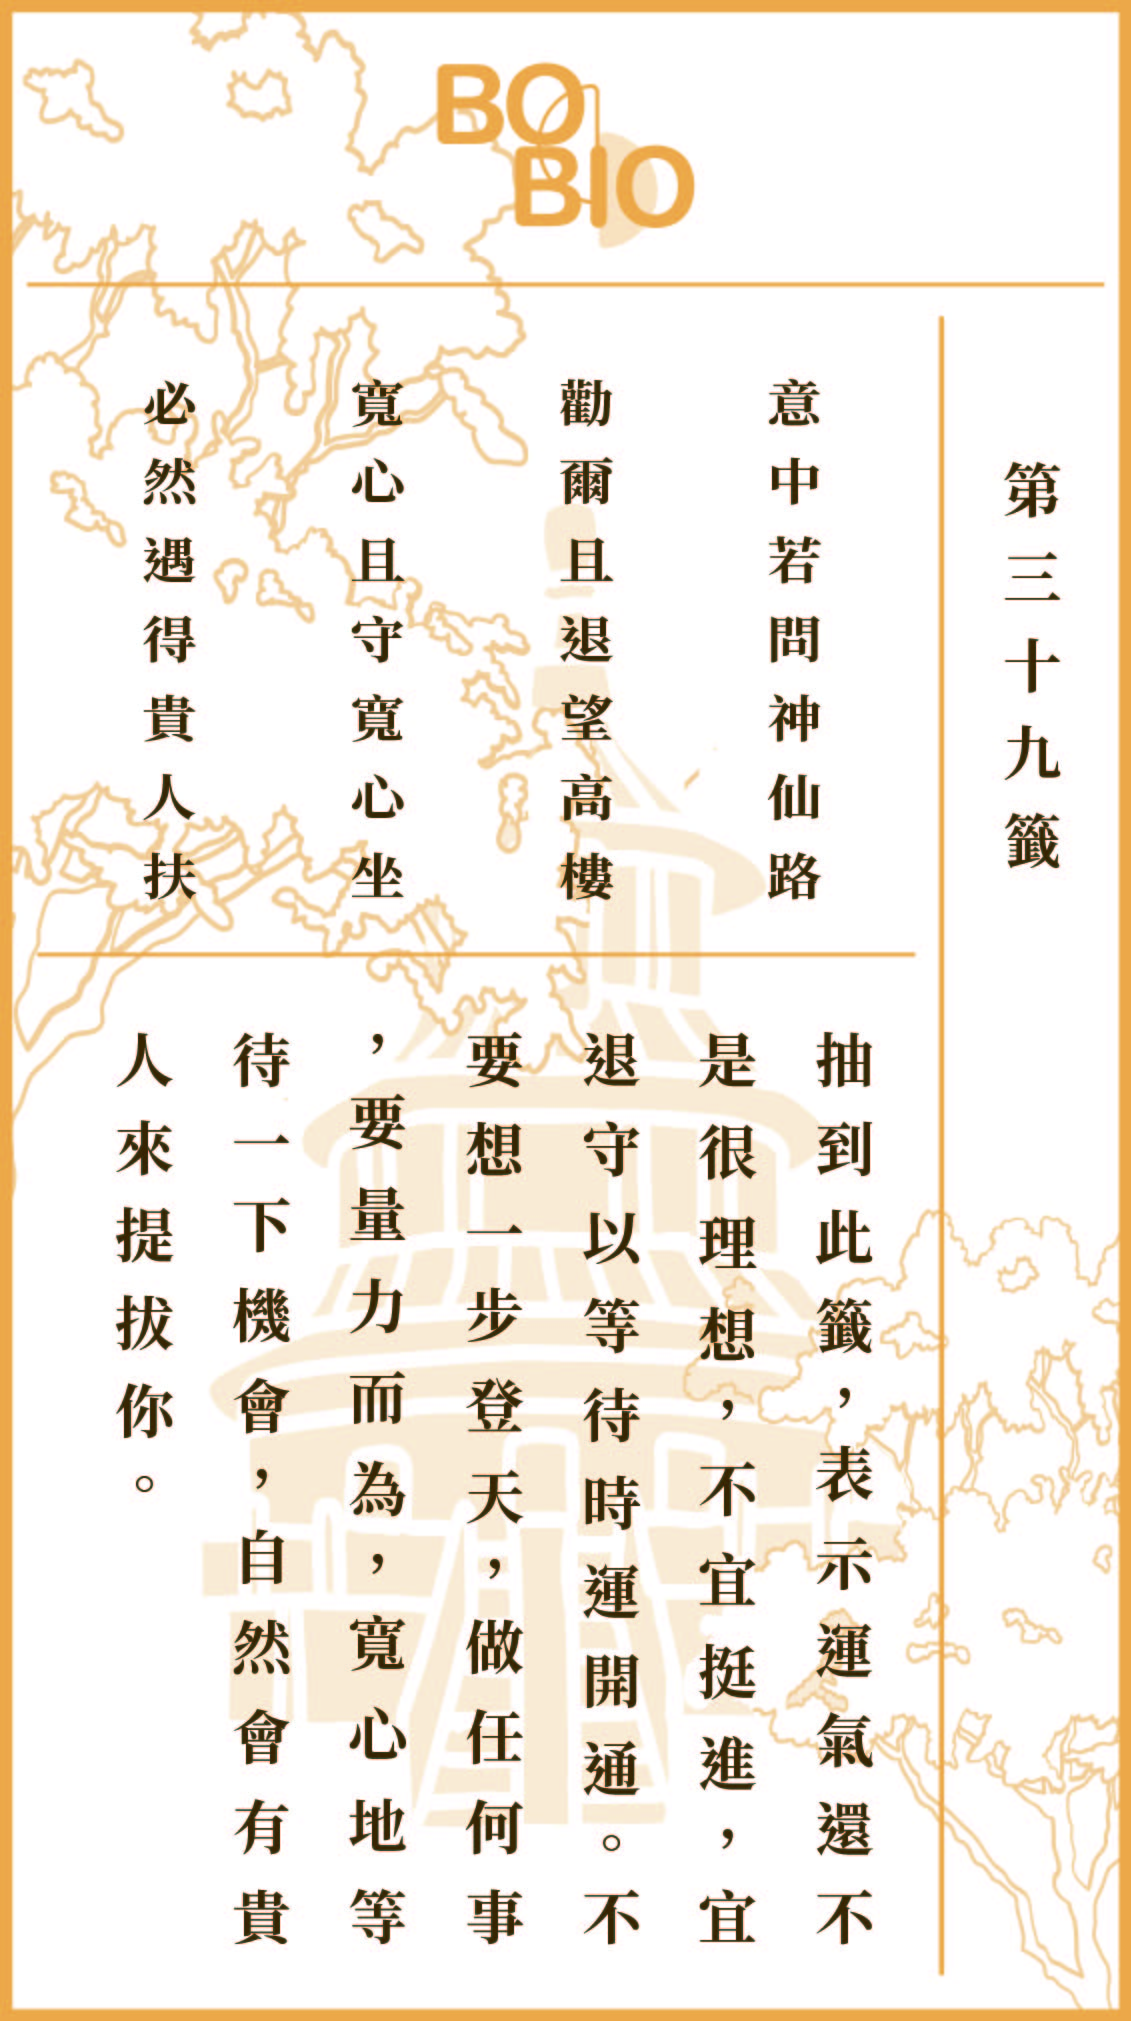 BO
BIO
第三十九籤
意中若問神仙路
勸爾且退望高樓
寬心且守寬心坐
必然遇得貴人扶
抽到此籤，表示運氣還不
是很理想，不宜挺進，宜
退守以等待時運開通。不
要想一步登天，做任何事
，要量力而為，寬心地等
待一下機會，自然會有貴
人來提拔你。